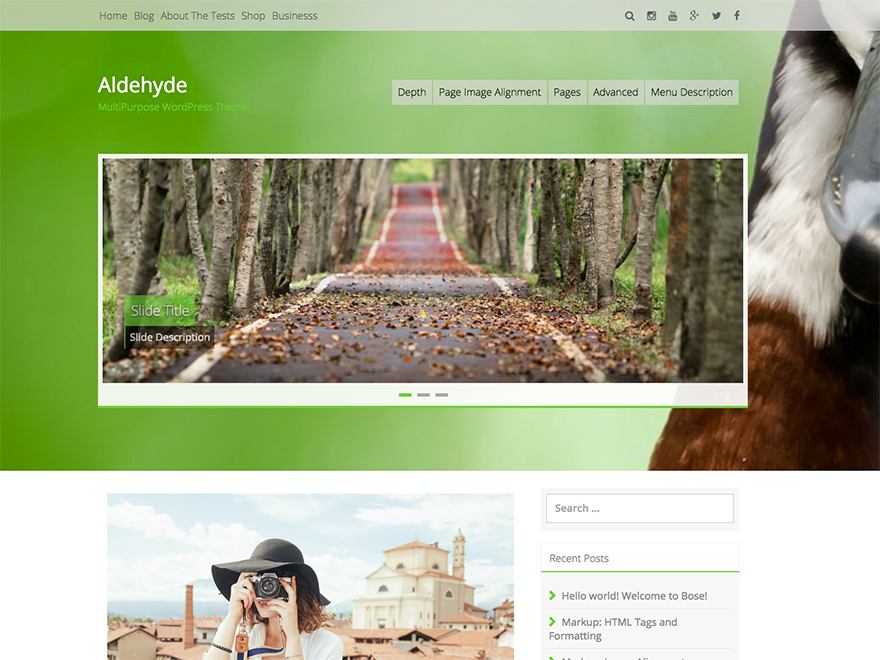 Home Blog About The Tests Shop Businesss
Aldehyde
MultiPurpose WordPress Theme
Depth Page Image Alignment Pages Advanced Menu Description
Slide Title
Slide Description
Search ...
Recent Posts
Hello world! Welcome to Bose!
Markup: HTML Tags and
Formatting